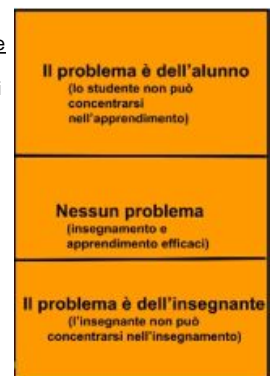 e
i
Il problema è dell'alunno
(lo studente non può
concentrarsi
nell'apprendimento)
Nessun problema
(insegnamento e
apprendimento efficaci)
Il problema è dell'insegnante
(l'insegnante non può
concentrarsi nell'insegnamento)